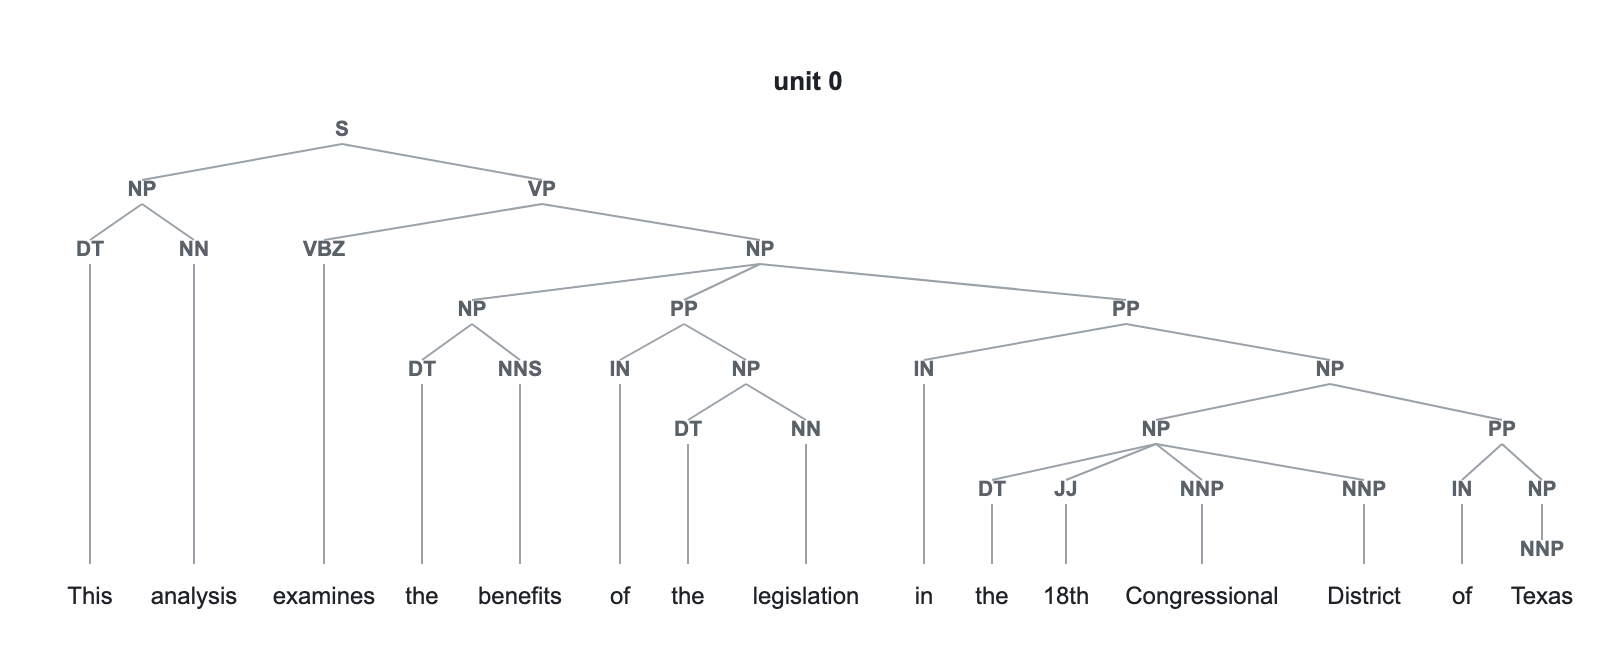 unit 0
S
NP VP
DT NN VBZ NP
NP PP PP
DT NNS IN NP IN NP
DT NN NP PP
DT JJ NNP NNP IN NP
NNP
This analysis examines the benefits of the legislation in the 18th Congressional District of Texas